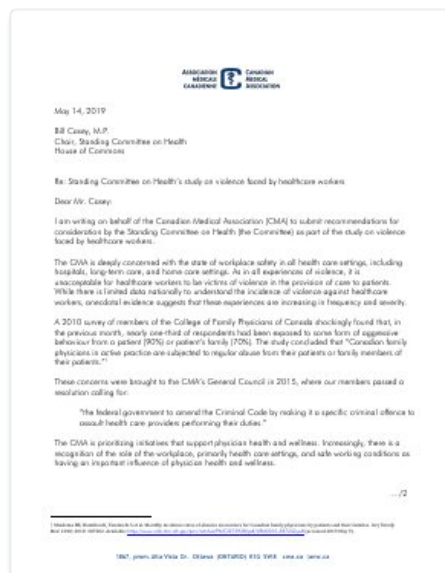 ASSOCIATION
MÉDICALE
CANADIENNE
CANADIAN
MEDICAL
ASSOCIATION
May 14, 2019
Bill Casey, M.P.
Chair, Standing Committee on Health
House of Commons
Re: Standing Committee on Health's study on violence faced by healthcare workers
Dear Mr. Casey:
I am writing on behalf of the Canadian Medical Association (CMA) to submit recommendations for
consideration by the Standing Committee on Health (the Committee) as part of the study on violence
faced by healthcare workers.
The CMA is deeply concerned with the state of workplace safety in all health care settings, including
hospitals, long-term care, and home care settings. As in all experiences of violence, it is
unacceptable for healthcare workers to be victims of violence in the provision of care to patients.
While there is limited data nationally to understand the incidence of violence against healthcare
workers, anecdotal evidence suggests that these experiences are increasing in frequency and severity.
A 2010 survey of members of the College of Family Physicians of Canada shockingly found that, in
the previous month, nearly one-third of respondents had been exposed to some form of aggressive
behaviour from a patient (90%) or patient's family (70%). The study concluded that "Canadian family
physicians in active practice are subjected to regular abuse from their patients or family members of
their patients."1
These concerns were brought to the CMA's General Council in 2015, where our members passed a
resolution calling for:
"the federal government to amend the Criminal Code by making it a specific criminal offence to
assault health care providers performing their duties."
The CMA is prioritizing initiatives that support physician health and wellness. Increasingly, there is a
recognition of the role of the workplace, primarily health care settings, and safe working conditions as
having an important influence of physician health and wellness.
.../2
1867, prom. Alta Vista Dr. Ottawa (ONTARIO) K1G 5W8 cma.ca |amc.ca